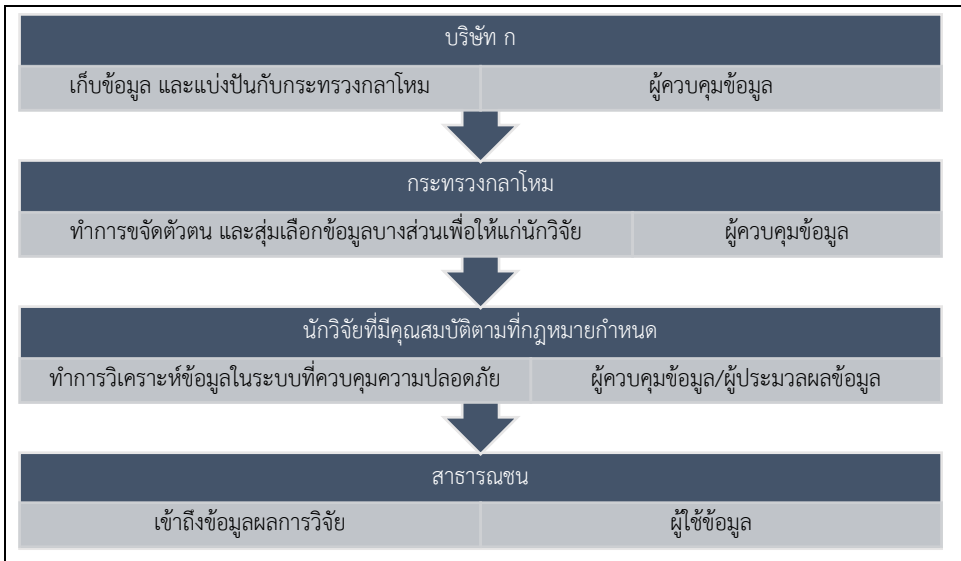 บริษัท ก
เก็บข้อมูล และแบ่งปันกับกระทรวงกลาโหม
ผู้ควบคุมข้อมูล
กระทรวงกลาโหม
ทำการขจัดตัวตน และสุ่มเลือกข้อมูลบางส่วนเพื่อให้แก่นักวิจัย
ผู้ควบคุมข้อมูล
นักวิจัยที่มีคุณสมบัติตามที่กฎหมายกำหนด
ทำการวิเคราะห์ข้อมูลในระบบที่ควบคุมความปลอดภัย
ผู้ควบคุมข้อมูล/ผู้ประมวลผลข้อมูล
สาธารณชน
เข้าถึงข้อมูลผลการวิจัย
ผู้ใช้ข้อมูล